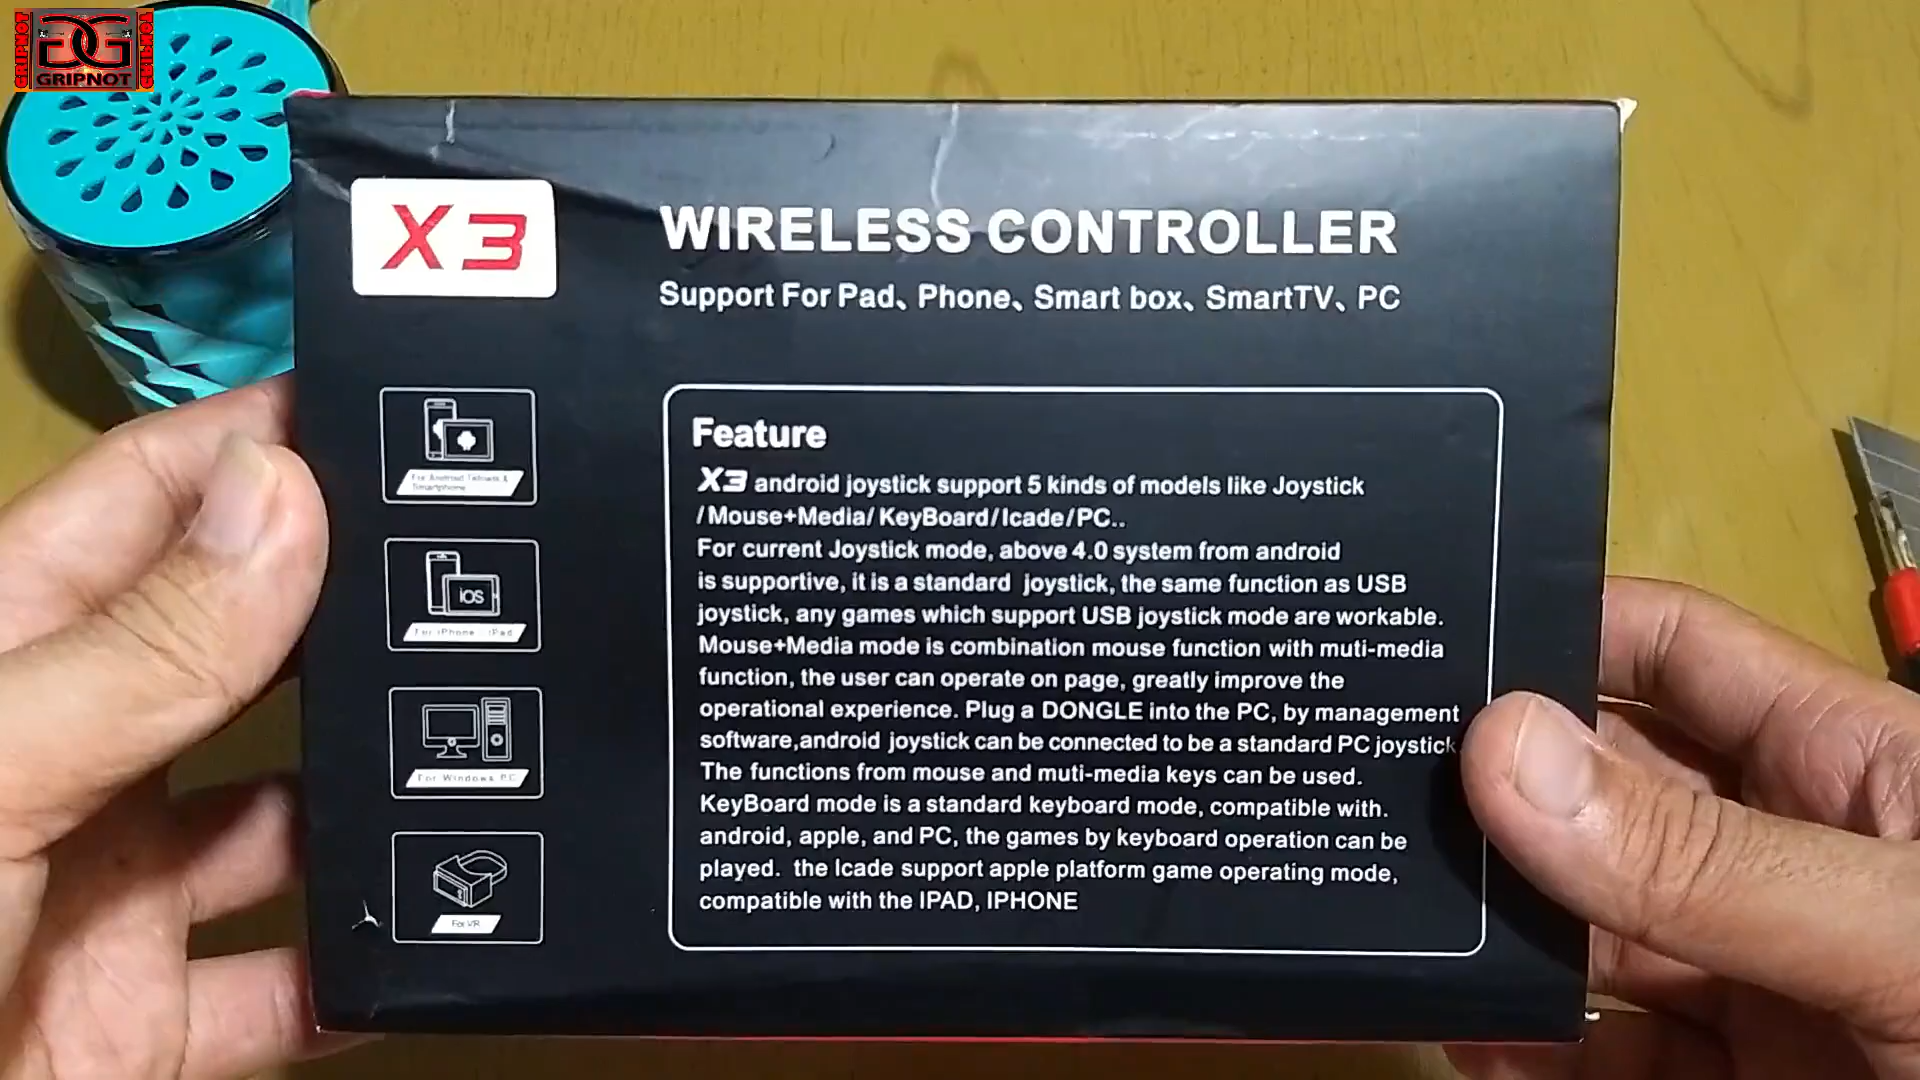 GRIPNOT
GRIPNOT
GRIPNOT
X3
WIRELESS CONTROLLER
Support For Pad、Phone、Smart box、SmartTV、PC
For Android Tablets &
Smartphone
iOS
For iPhone iPad
For Windows PC
For VR
Feature
X3 android joystick support 5 kinds of models like Joystick
/Mouse+Media/ KeyBoard/Icade/PC..
For current Joystick mode, above 4.0 system from android
is supportive, it is a standard joystick, the same function as USB
joystick, any games which support USB joystick mode are workable.
Mouse+Media mode is combination mouse function with muti-media
function, the user can operate on page, greatly improve the
operational experience. Plug a DONGLE into the PC, by management
software,android joystick can be connected to be a standard PC joystick
The functions from mouse and muti-media keys can be used.
KeyBoard mode is a standard keyboard mode, compatible with.
android, apple, and PC, the games by keyboard operation can be
played. the Icade support apple platform game operating mode,
compatible with the IPAD, IPHONE